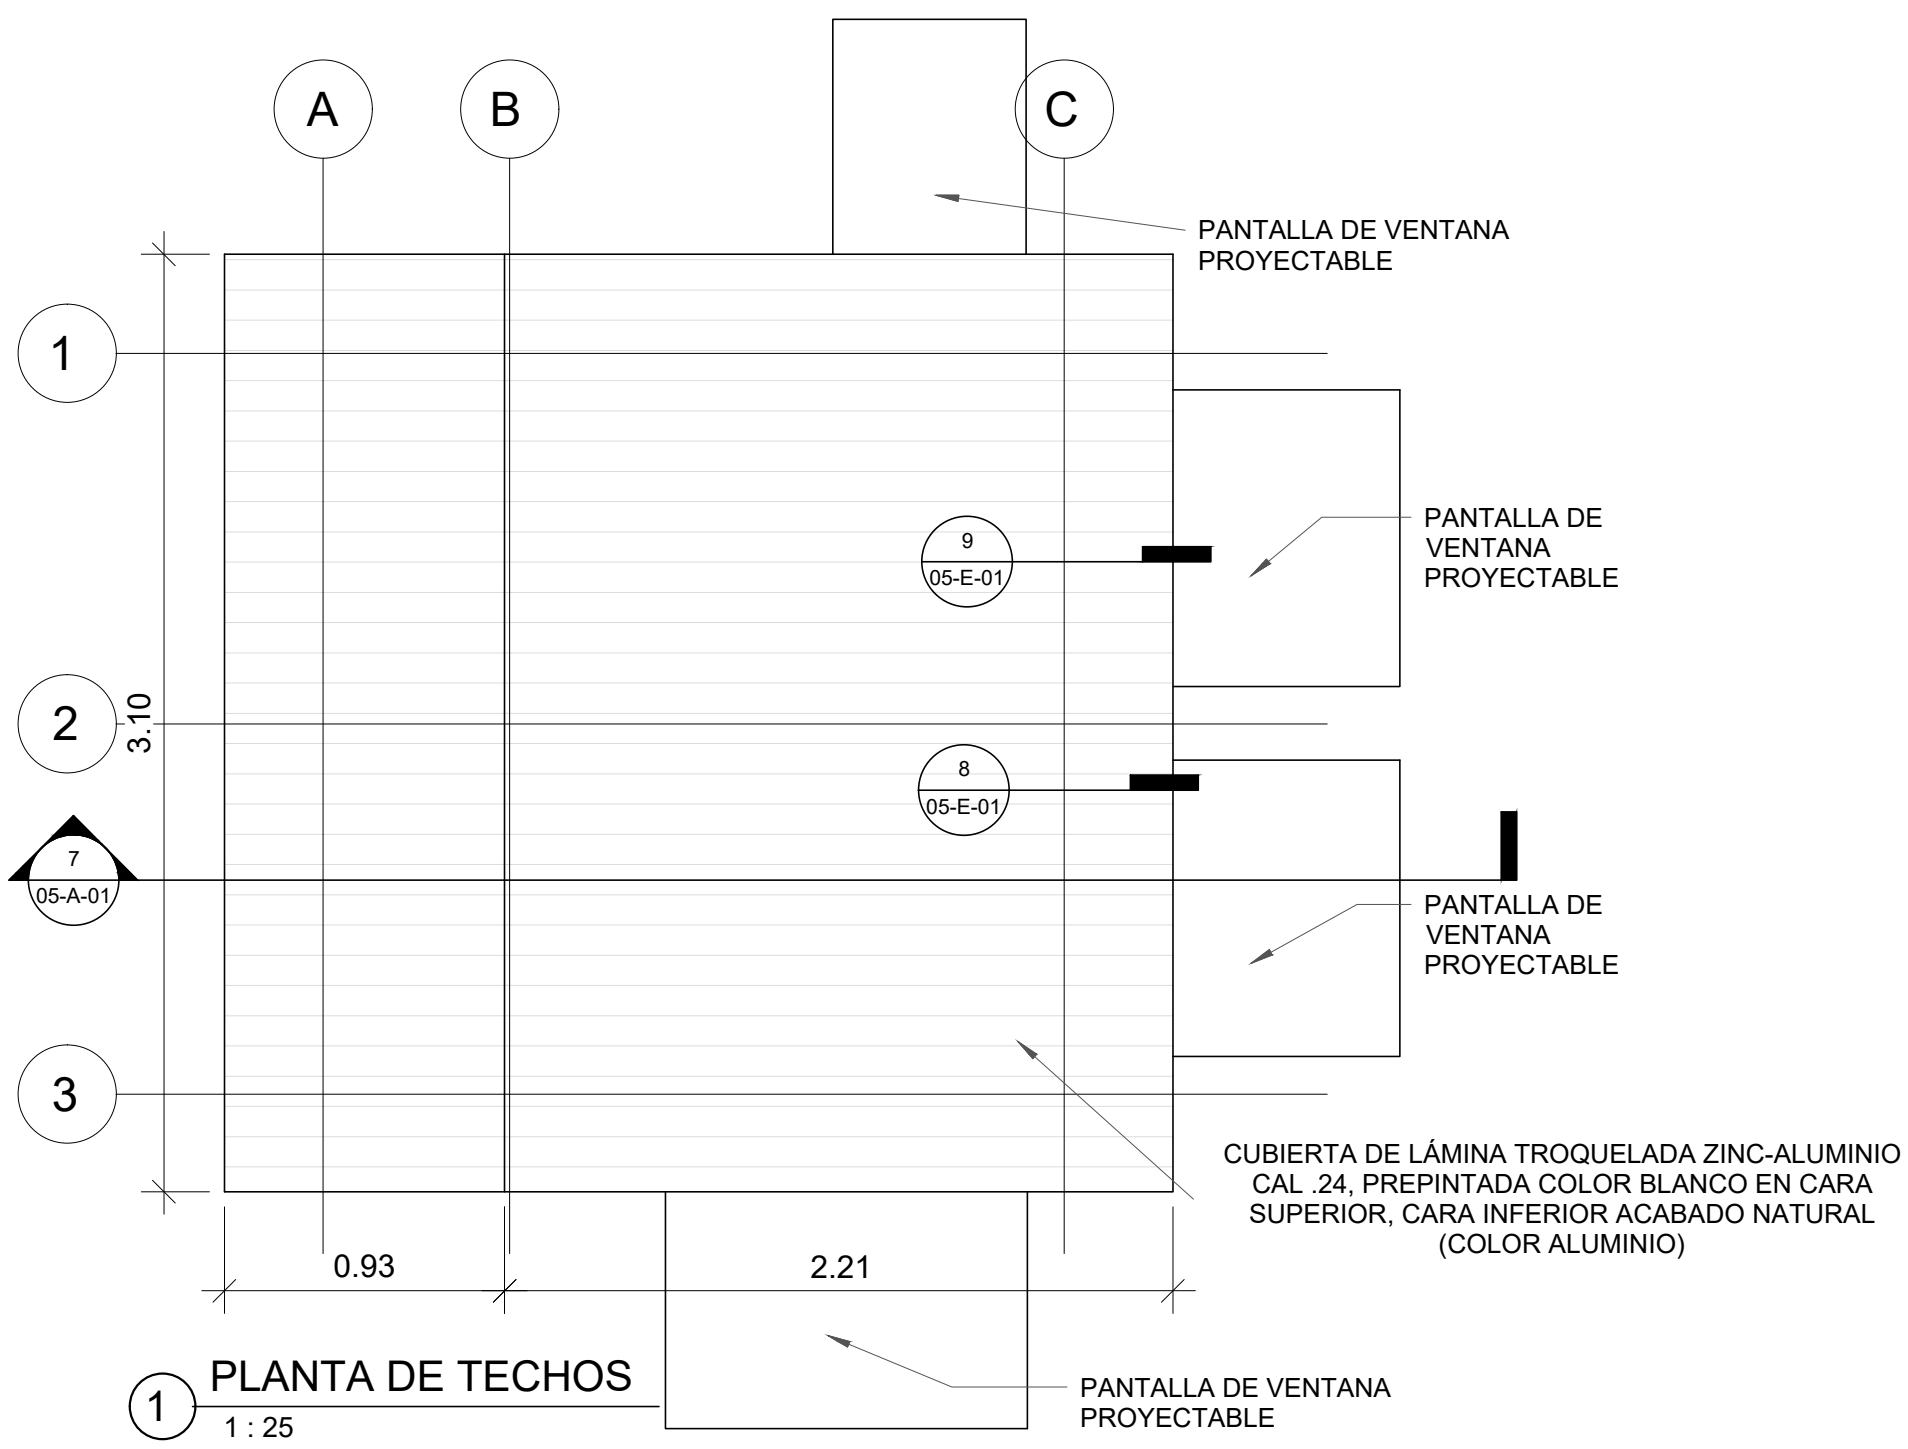 A
B
C
PANTALLA DE VENTANA
PROYECTABLE
1
PANTALLA DE
VENTANA
PROYECTABLE
9
05-E-01
2
3.10
8
05-E-01
7
05-A-01
PANTALLA DE
VENTANA
PROYECTABLE
3
CUBIERTA DE LÁMINA TROQUELADA ZINC-ALUMINIO
CAL .24, PREPINTADA COLOR BLANCO EN CARA
SUPERIOR, CARA INFERIOR ACABADO NATURAL
(COLOR ALUMINIO)
0.93
2.21
1
PLANTA DE TECHOS
1 : 25
PANTALLA DE VENTANA
PROYECTABLE